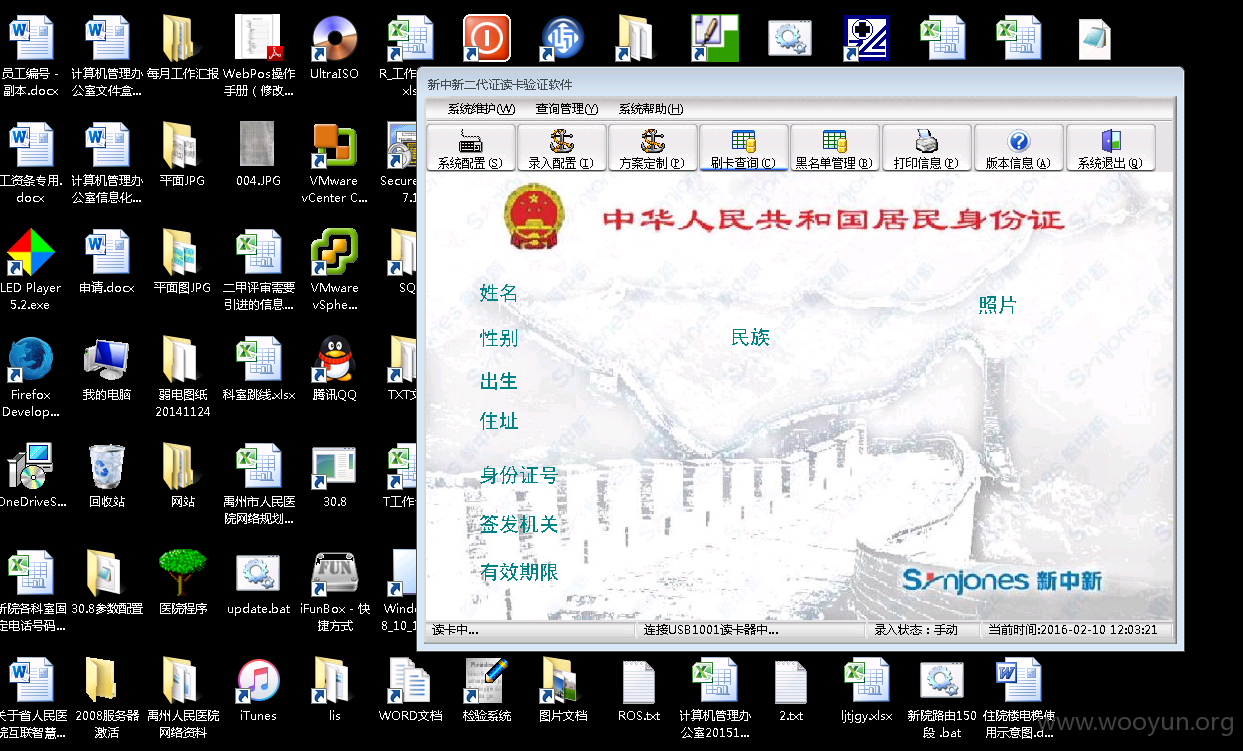 员工编号 -
副本.docx
计算机管理办
公室文件盒...
每月工作汇报
WebPos操作
手册（修改...
UltraISO
R_工作
xls
新中新二代证读卡验证软件
系统维护(W)
查询管理(Y)
系统帮助(H)
系统配置(S)
录入配置(I)
方案定制(P)
刷卡查询(C)
黑名单管理(B)
打印信息(P)
版本信息(A)
系统退出(Q)
中华人民共和国居民身份证
姓名
照片
性别
民族
出生
住址
身份证号
签发机关
有效期限
Synjones 新中新
读卡中...
连接USB1001读卡器中...
录入状态：手动
当前时间:2016-02-10 12:03:21
工资条专用.
docx
计算机管理办
公室信息化...
平面JPG
004.JPG
VMware
vCenter C...
Secure
7.1
LED Player
5.2.exe
申请.docx
平面图JPG
二甲评审需要
引进的信息...
VMware
vSphe...
SQ
Firefox
Develop...
我的电脑
弱电图纸
20141124
科室跳线.xlsx
腾讯QQ
TXT文
OneDriveS...
回收站
网站
禹州市人民医
院网络规划...
30.8
T工作
新院各科室固
定电话号码...
30.8参数配置
医院程序
update.bat
iFunBox - 快
捷方式
Windo
8_10_1
关于省人民医
院互联智慧...
2008服务器
激活
禹州人民医院
网络资料
iTunes
lis
WORD文档
检验系统
图片文档
ROS.txt
计算机管理办
公室20151...
2.txt
ljtjgy.xlsx
新院路由150
段 .bat
住院楼电梯使
用示意图.d...
www.wooyun.org